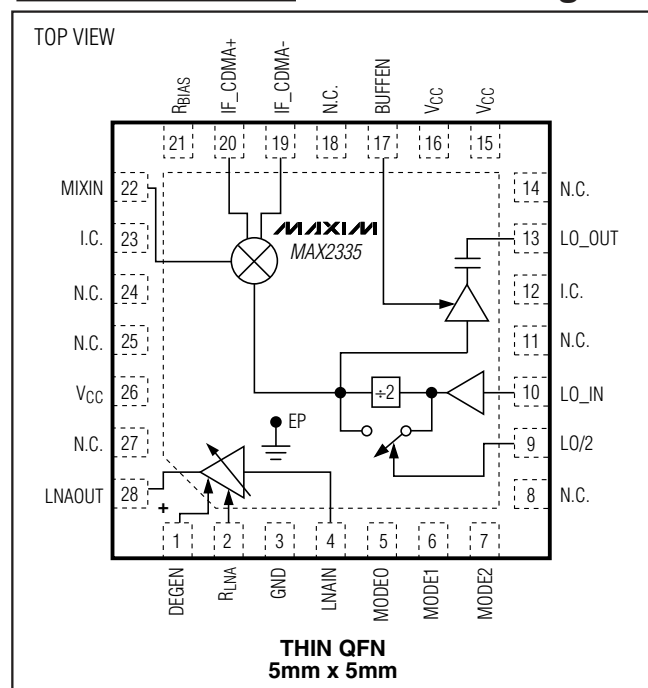 TOP VIEW
RBIAS
IF_CDMA+
IF_CDMA-
N.C.
BUFFEN
VCC
VCC
21
20
19
18
17
16
15
MIXIN 22
I.C. 23
N.C. 24
N.C. 25
VCC 26
N.C. 27
LNAOUT 28
MAXIM
MAX2335
÷2
EP
+
14 N.C.
13 LO_OUT
12 I.C.
11 N.C.
10 LO_IN
9 LO/2
8 N.C.
1
2
3
4
5
6
7
DEGEN
RLNA
GND
LNAIN
MODE0
MODE1
MODE2
THIN QFN
5mm x 5mm